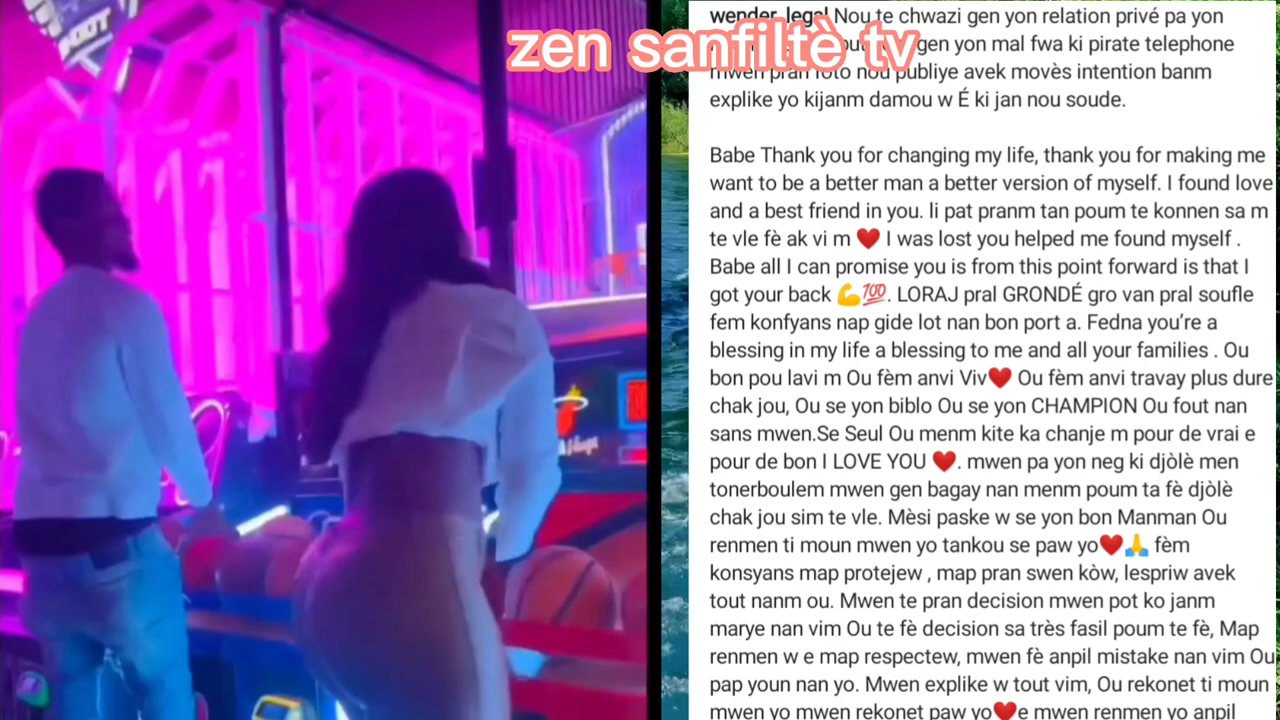 zen sanfiltè tv
wender_legal Nou te chwazi gen yon relation privé pa yon
gen yon mal fwa ki pirate telephone
mwen pran foto nou publiye avek movès intention banm
explike yo kijanm damou w É ki jan nou soude.
Babe Thank you for changing my life, thank you for making me
want to be a better man a better version of myself. I found love
and a best friend in you. li pat pranm tan poum te konnen sa m
te vle fè ak vi m ❤️ I was lost you helped me found myself .
Babe all I can promise you is from this point forward is that I
got your back 💪💯. LORAJ pral GRONDÉ gro van pral soufle
fem konfyans nap gide lot nan bon port a. Fedna you’re a
blessing in my life a blessing to me and all your families . Ou
bon pou lavi m Ou fèm anvi Viv❤️ Ou fèm anvi travay plus dure
chak jou, Ou se yon biblo Ou se yon CHAMPION Ou fout nan
sans mwen.Se Seul Ou menm kite ka chanje m pour de vrai e
pour de bon I LOVE YOU ❤️. mwen pa yon neg ki djòlè men
tonerboulem mwen gen bagay nan menm poum ta fè djòlè
chak jou sim te vle. Mèsi paske w se yon bon Manman Ou
renmen ti moun mwen yo tankou se paw yo❤️🙏 fèm
konsyans map protejew , map pran swen kòw, lespriw avek
tout nanm ou. Mwen te pran decision mwen pot ko janm
marye nan vim Ou te fè decision sa très fasil poum te fè, Map
renmen w e map respectew, mwen fè anpil mistake nan vim Ou
pap youn nan yo. Mwen explike w tout vim, Ou rekonet ti moun
mwen yo mwen rekonet paw yo❤️e mwen renmen yo anpil